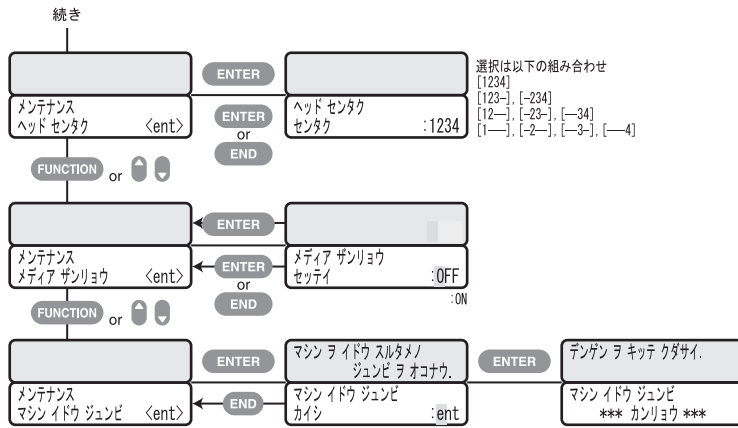 続き
ENTER
メンテナンス
ヘッド センタク <ent>
ENTER
or
END
ヘッド センタク
センタク :1234
選択は以下の組み合わせ
[1234]
[123-], [-234]
[12--], [-23-], [--34]
[1---], [-2--], [--3-], [---4]
FUNCTION or
ENTER
メンテナンス
メディア ザンリョウ <ent>
ENTER
or
END
メディア ザンリョウ
セッテイ :OFF
:ON
FUNCTION or
ENTER
マシン ヲ イドウ スルタメノ
ジュンビ ヲ オコナウ.
ENTER
デンゲン ヲ キッテ クダサイ.
メンテナンス
マシン イドウ ジュンビ <ent>
END
マシン イドウ ジュンビ
カイシ :ent
マシン イドウ ジュンビ
*** カンリョウ ***